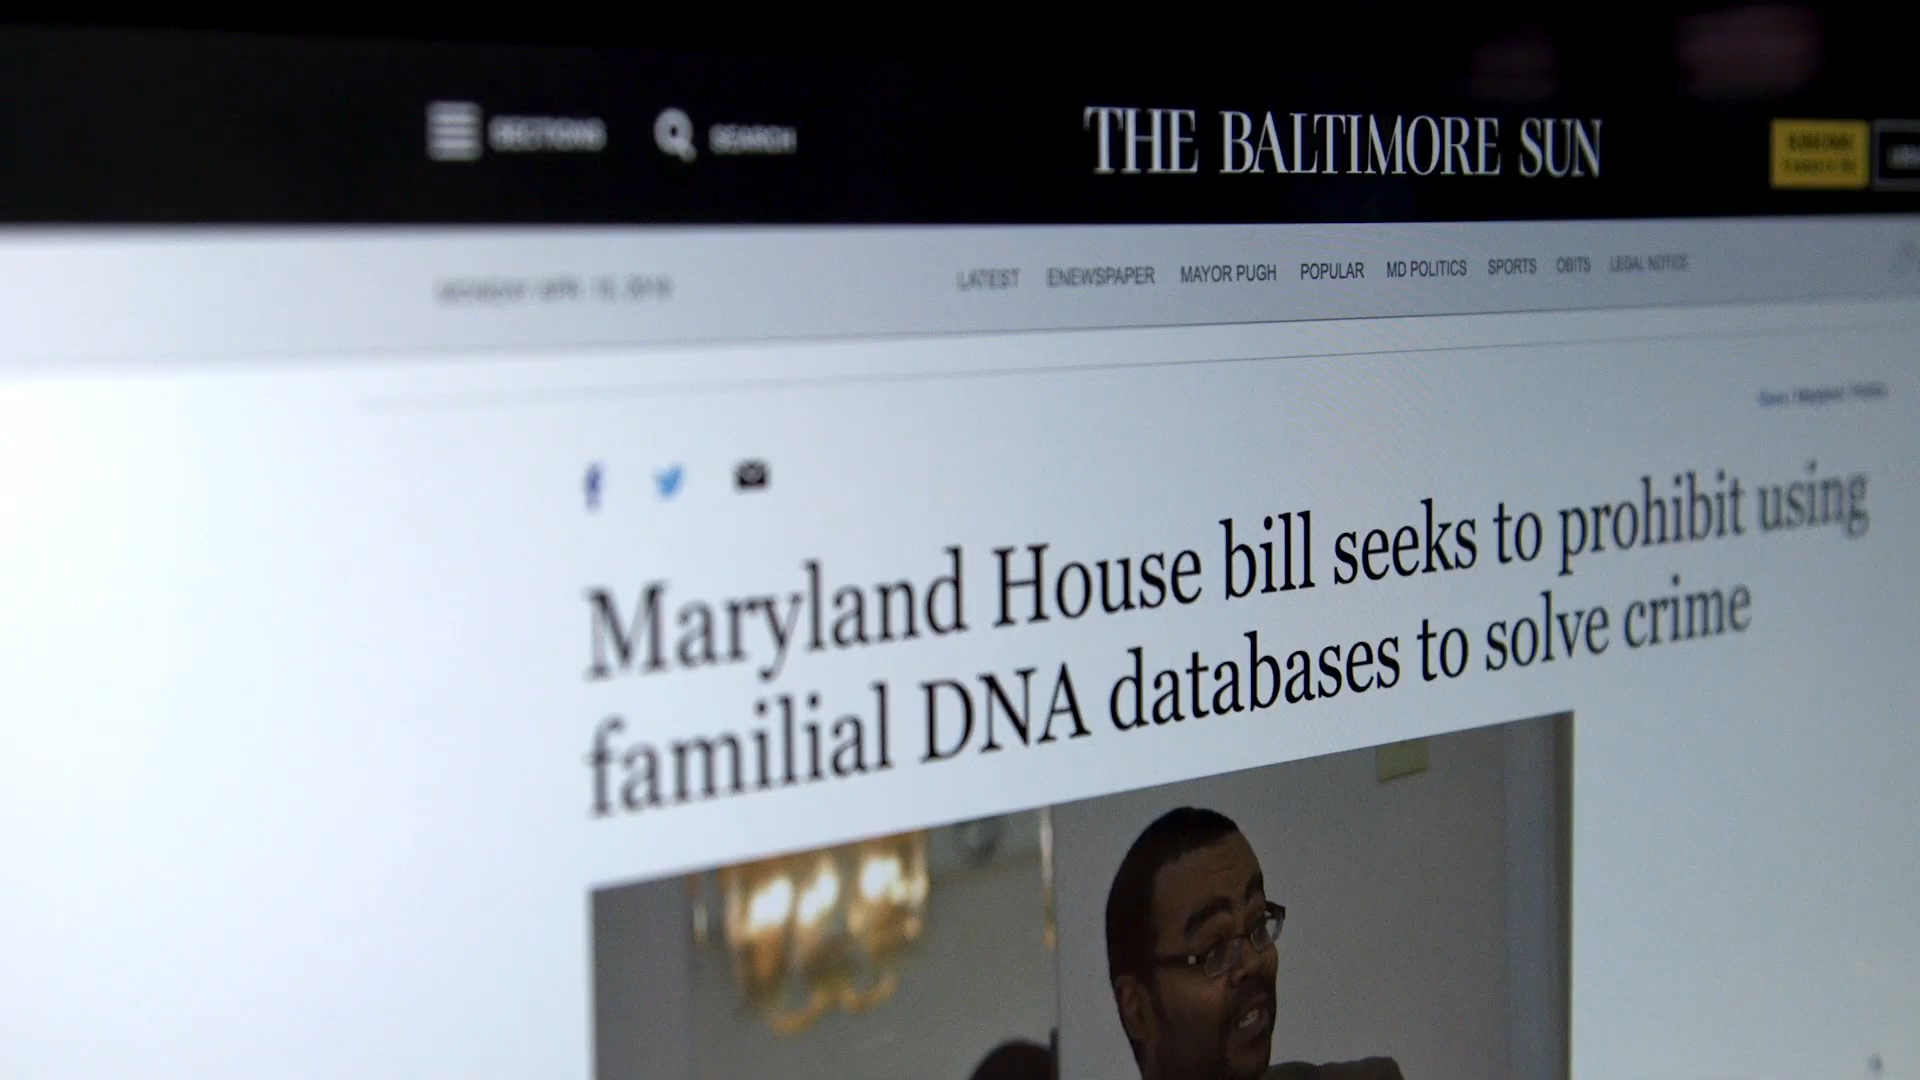 SECTIONS
SEARCH
THE BALTIMORE SUN
LATEST ENEWSPAPER MAYOR PUGH POPULAR MD POLITICS SPORTS OBITS LEGAL NOTICE
Maryland House bill seeks to prohibit using
familial DNA databases to solve crime